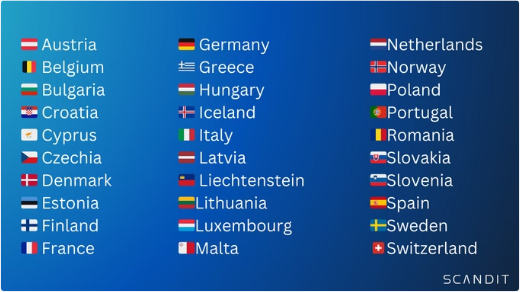 Austria
Belgium
Bulgaria
Croatia
Cyprus
Czechia
Denmark
Estonia
Finland
France
Germany
Greece
Hungary
Iceland
Italy
Latvia
Liechtenstein
Lithuania
Luxembourg
Malta
Netherlands
Norway
Poland
Portugal
Romania
Slovakia
Slovenia
Spain
Sweden
Switzerland
SCANDIT